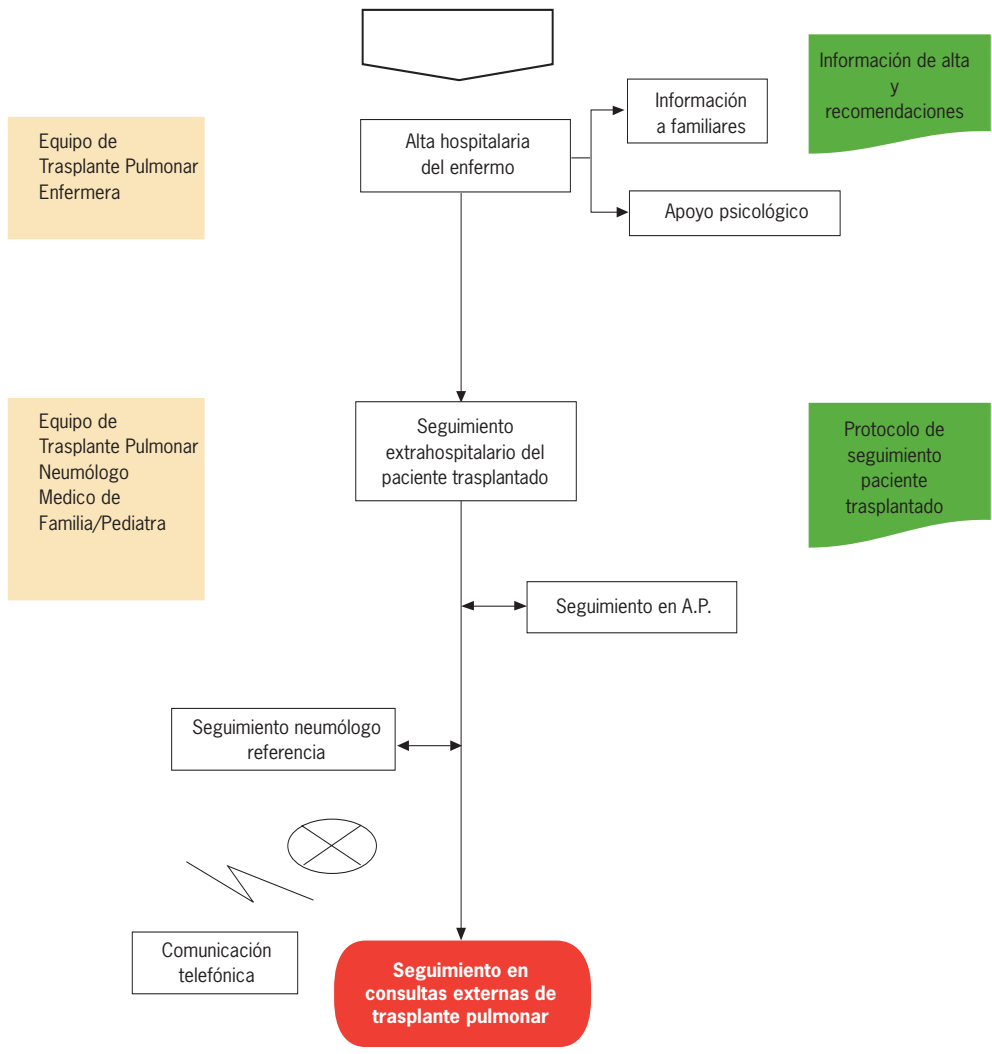 Información de alta
y
recomendaciones
Información
a familiares
Equipo de
Trasplante Pulmonar
Enfermera
Alta hospitalaria
del enfermo
Apoyo psicológico
Equipo de
Trasplante Pulmonar
Neumólogo
Medico de
Familia/Pediatra
Seguimiento
extrahospitalario del
paciente trasplantado
Protocolo de
seguimiento
paciente
trasplantado
Seguimiento en A.P.
Seguimiento neumólogo
referencia
Comunicación
telefónica
Seguimiento en
consultas externas de
trasplante pulmonar